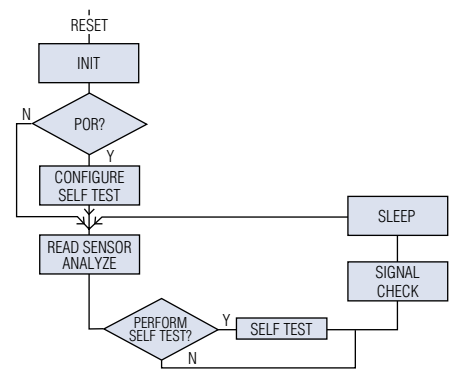 RESET
INIT
POR?
N
Y
CONFIGURE
SELF TEST
SLEEP
READ SENSOR
ANALYZE
SIGNAL
CHECK
PERFORM
SELF TEST?
Y
SELF TEST
N